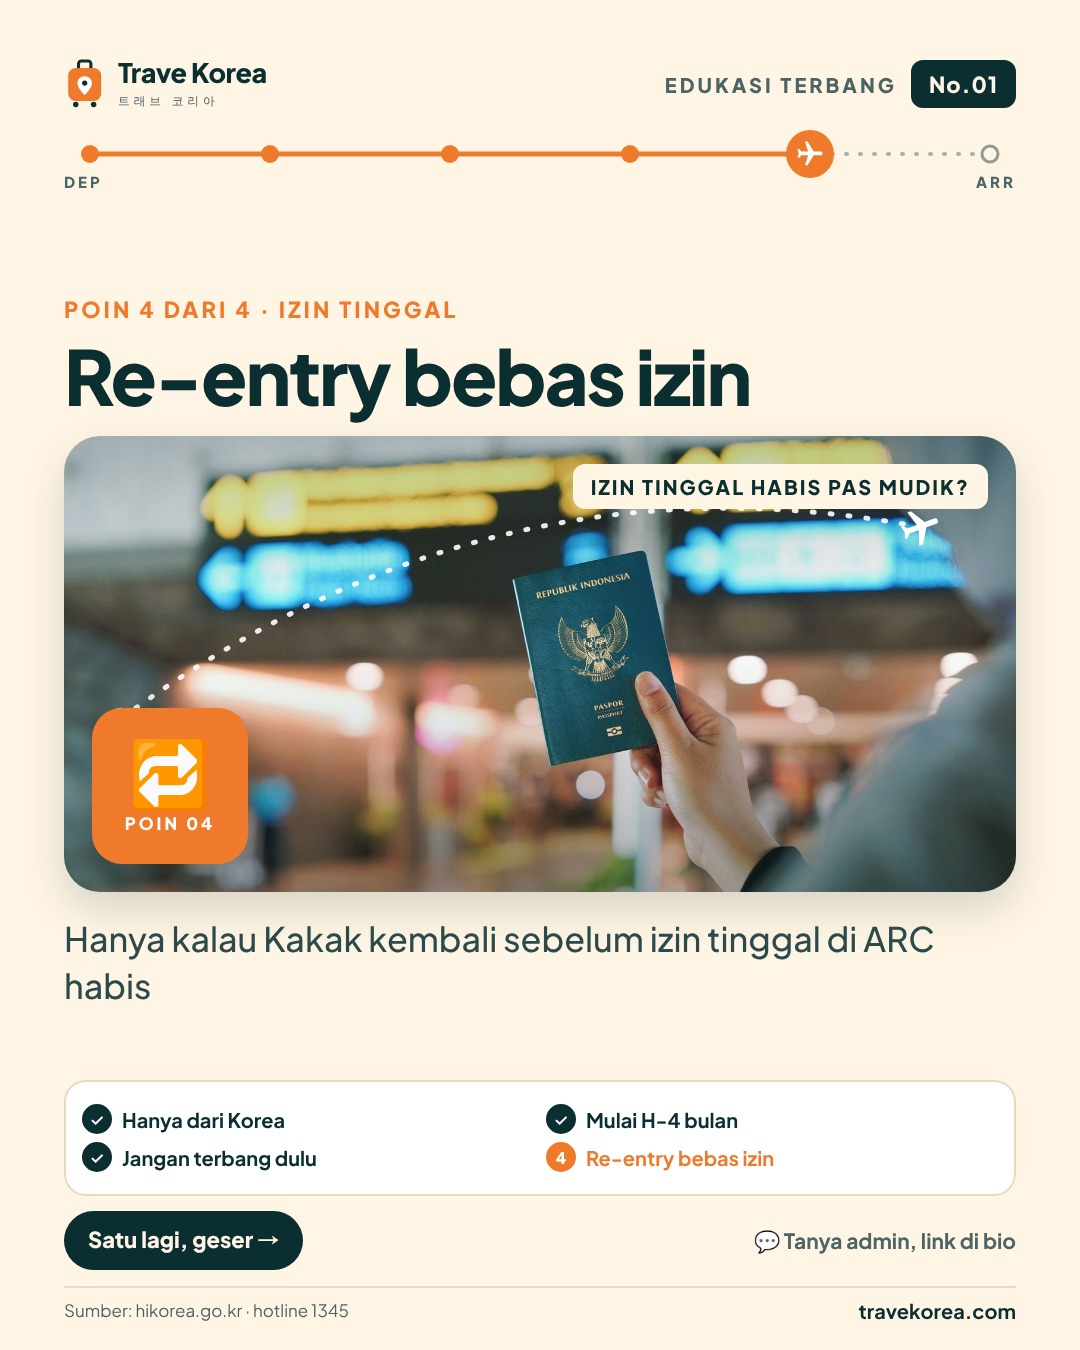 Trave Korea
트래브 코리아
EDUKASI TERBANG
No.01
DEP
ARR
POIN 4 DARI 4 · IZIN TINGGAL
Re-entry bebas izin
IZIN TINGGAL HABIS PAS MUDIK?
REPUBLIK INDONESIA
PASPOR
PASSPORT
POIN 04
Hanya kalau Kakak kembali sebelum izin tinggal di ARC
habis
Hanya dari Korea
Mulai H-4 bulan
Jangan terbang dulu
4 Re-entry bebas izin
Satu lagi, geser →
💬 Tanya admin, link di bio
Sumber: hikorea.go.kr · hotline 1345
travekorea.com